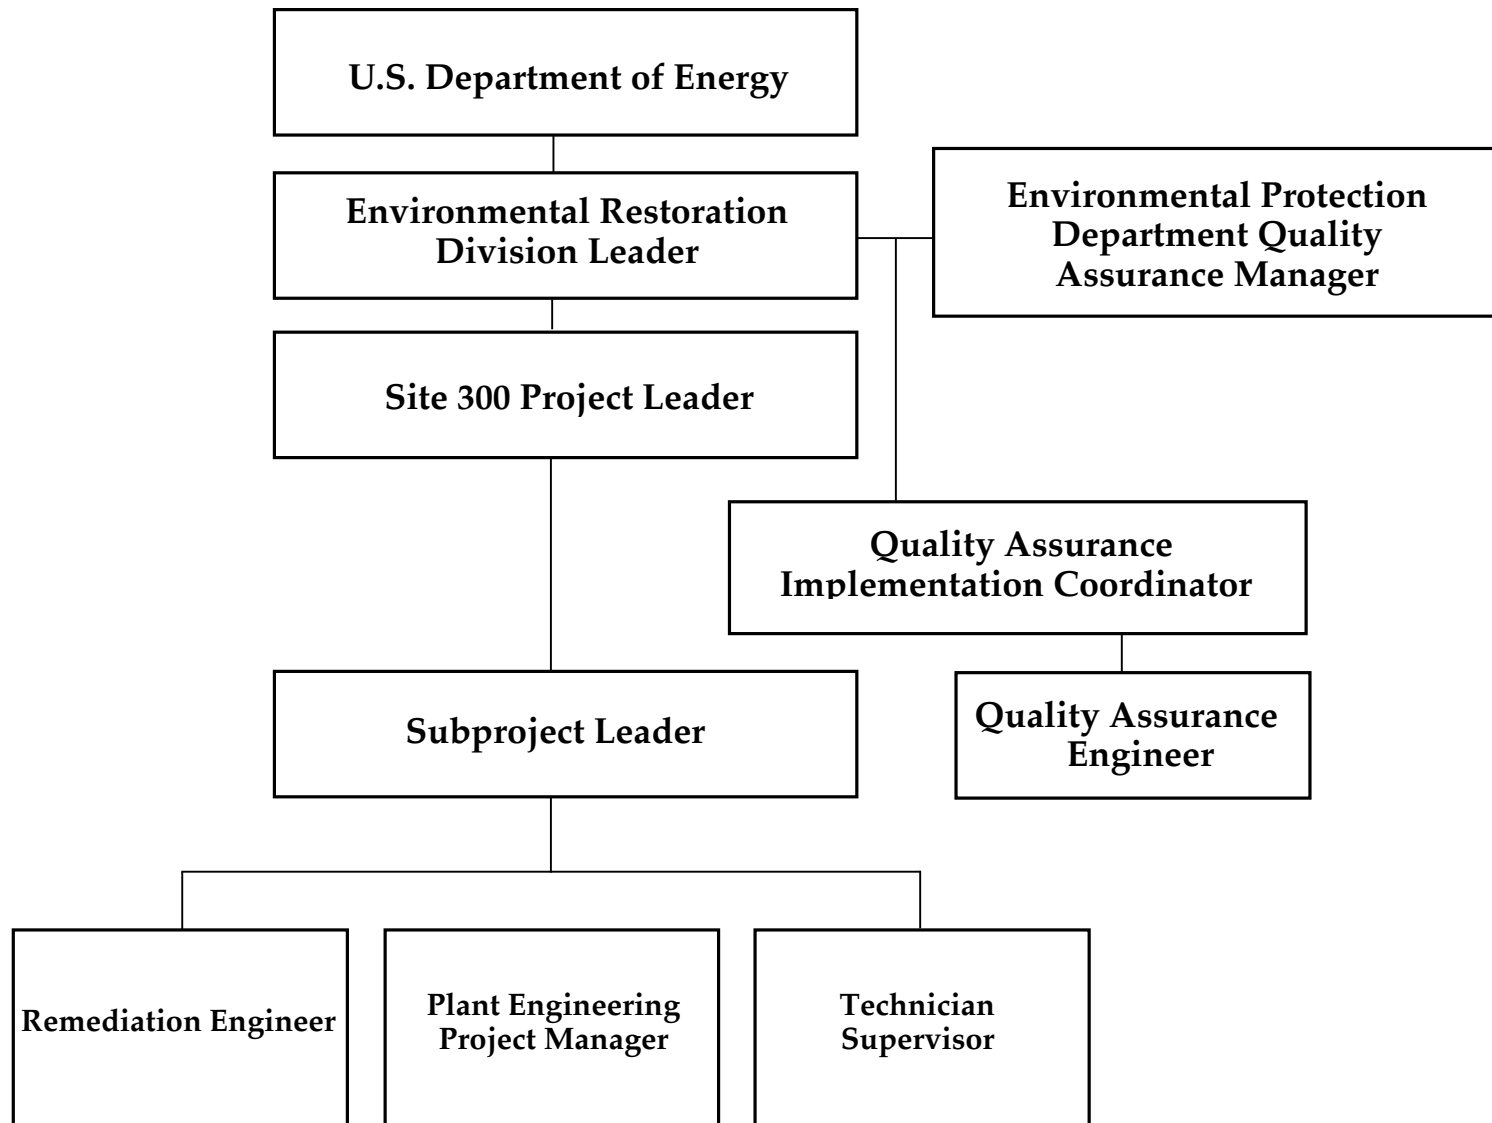 U.S. Department of Energy
Environmental Restoration
Division Leader
Environmental Protection
Department Quality
Assurance Manager
Site 300 Project Leader
Quality Assurance
Implementation Coordinator
Subproject Leader
Quality Assurance
Engineer
Remediation Engineer
Plant Engineering
Project Manager
Technician
Supervisor